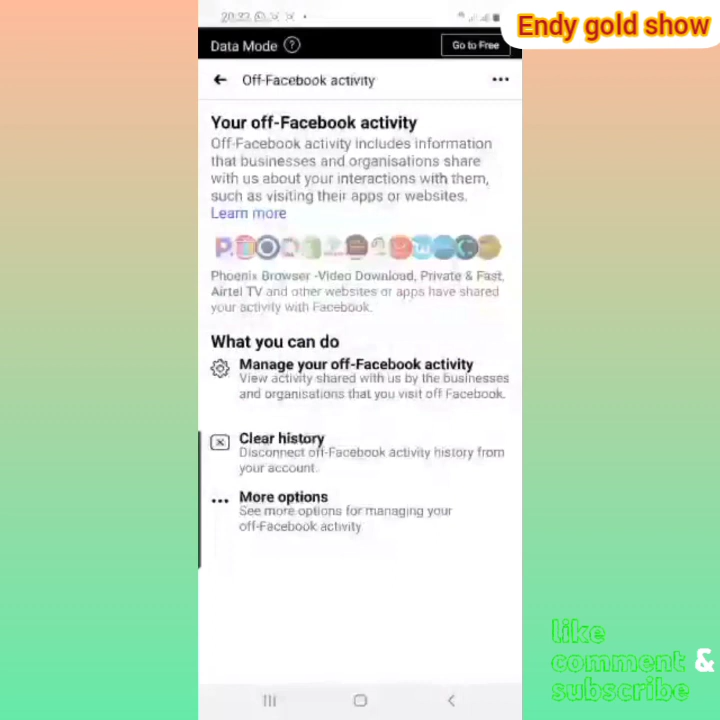 20:23
Endy gold show
Data Mode ?
Go to Free
Off-Facebook activity
Your off-Facebook activity
Off-Facebook activity includes information
that businesses and organisations share
with us about your interactions with them,
such as visiting their apps or websites.
Learn more
Phoenix Browser -Video Download, Private & Fast,
Airtel TV and other websites or apps have shared
your activity with Facebook.
What you can do
Manage your off-Facebook activity
View activity shared with us by the businesses
and organisations that you visit off Facebook.
Clear history
Disconnect off-Facebook activity history from
your account.
More options
See more options for managing your
off-Facebook activity
like
comment &
subscribe